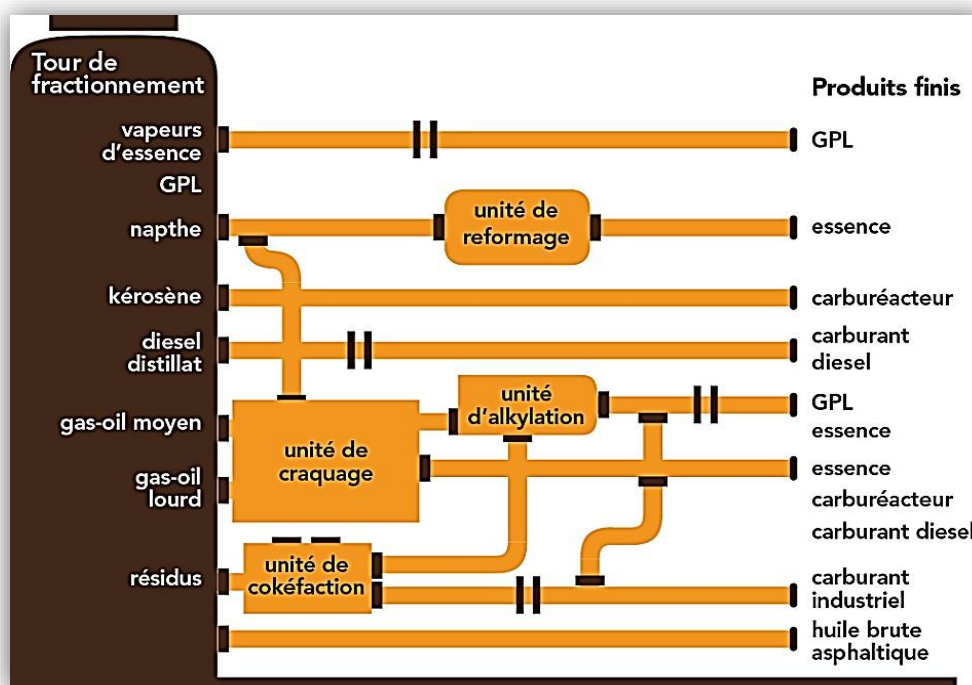 Tour de
fractionnement
Produits finis
vapeurs
d'essence
GPL
GPL
napthe
unité de
reformage
essence
kérosène
carburéacteur
diesel
distillat
carburant
diesel
gas-oil moyen
unité
d'alkylation
GPL
essence
gas-oil
lourd
unité de
craquage
essence
carburéacteur
carburant diesel
résidus
unité de
cokéfaction
carburant
industriel
huile brute
asphaltique